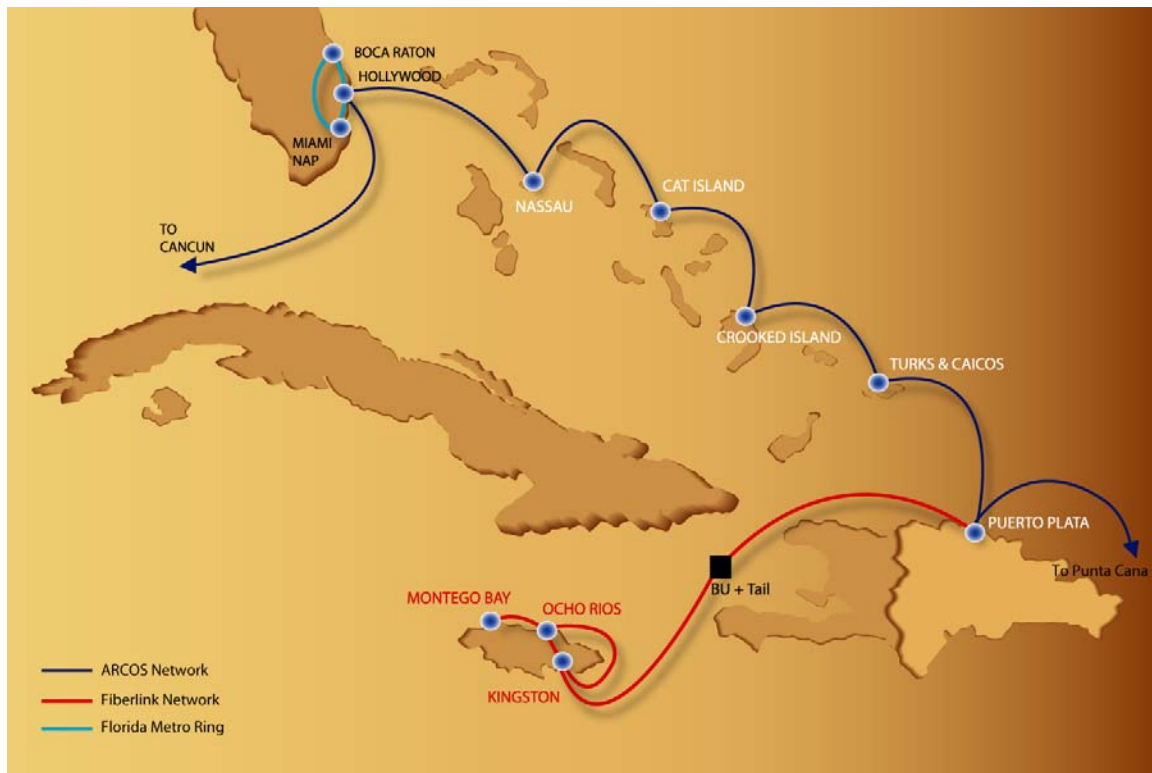 BOCA RATON
HOLLYWOOD
MIAMI
NAP
TO
CANCUN
NASSAU
CAT ISLAND
CROOKED ISLAND
TURKS & CAICOS
PUERTO PLATA
To Punta Cana
BU + Tail
MONTEGO BAY
OCHO RIOS
KINGSTON
ARCOS Network
Fiberlink Network
Florida Metro Ring